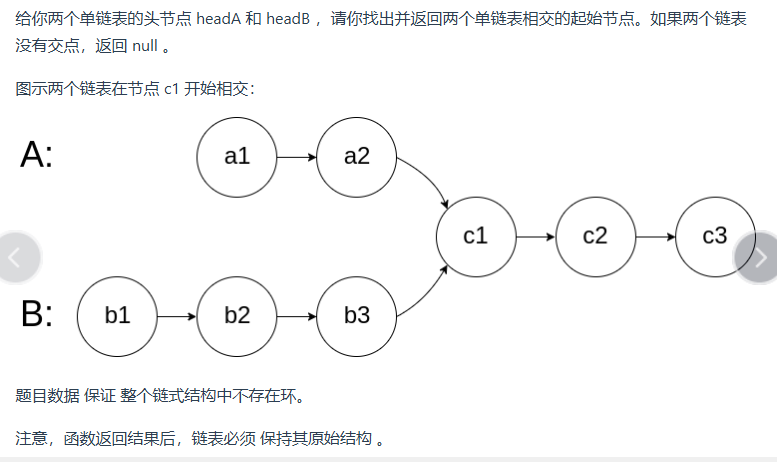 给你两个单链表的头节点 headA 和 headB ，请你找出并返回两个单链表相交的起始节点。如果两个链表
没有交点，返回 null 。
图示两个链表在节点 c1 开始相交：
A:
a1
a2
c1
c2
c3
B:
b1
b2
b3
题目数据 保证 整个链式结构中不存在环。
注意，函数返回结果后，链表必须 保持其原始结构 。